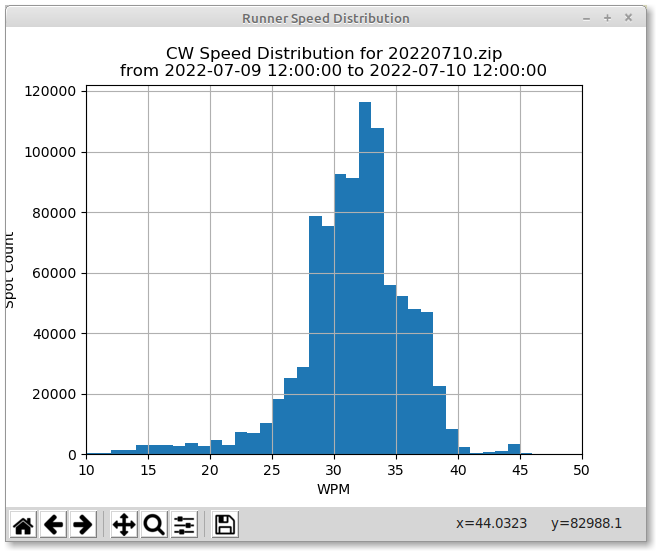 Runner Speed Distribution
CW Speed Distribution for 20220710.zip
from 2022-07-09 12:00:00 to 2022-07-10 12:00:00
120000
100000
80000
60000
40000
20000
0
Spot Count
10 15 20 25 30 35 40 45 50
WPM
x=44.0323 y=82988.1